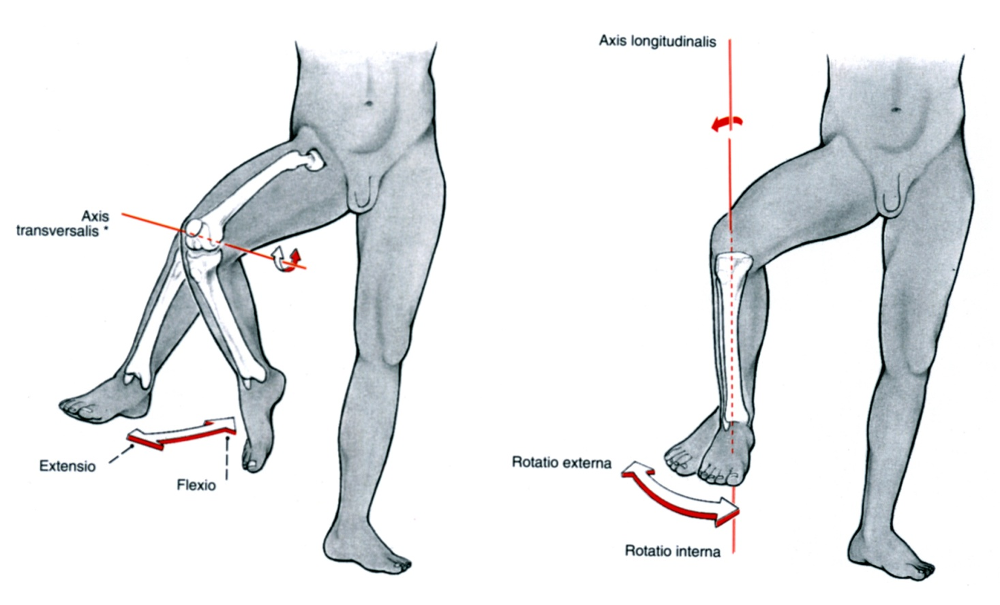 Axis
transversalis *
Extensio
Flexio
Axis longitudinalis
Rotatio externa
Rotatio interna